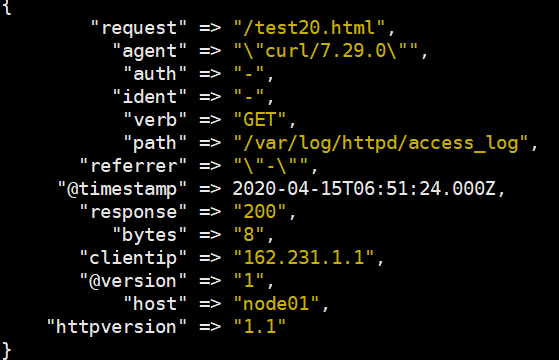 {
"request" => "/test20.html",
"agent" => "\"curl/7.29.0\"",
"auth" => "-",
"ident" => "-",
"verb" => "GET",
"path" => "/var/log/httpd/access_log",
"referrer" => "\"-\"",
"@timestamp" => 2020-04-15T06:51:24.000Z,
"response" => "200",
"bytes" => "8",
"clientip" => "162.231.1.1",
"@version" => "1",
"host" => "node01",
"httpversion" => "1.1"
}